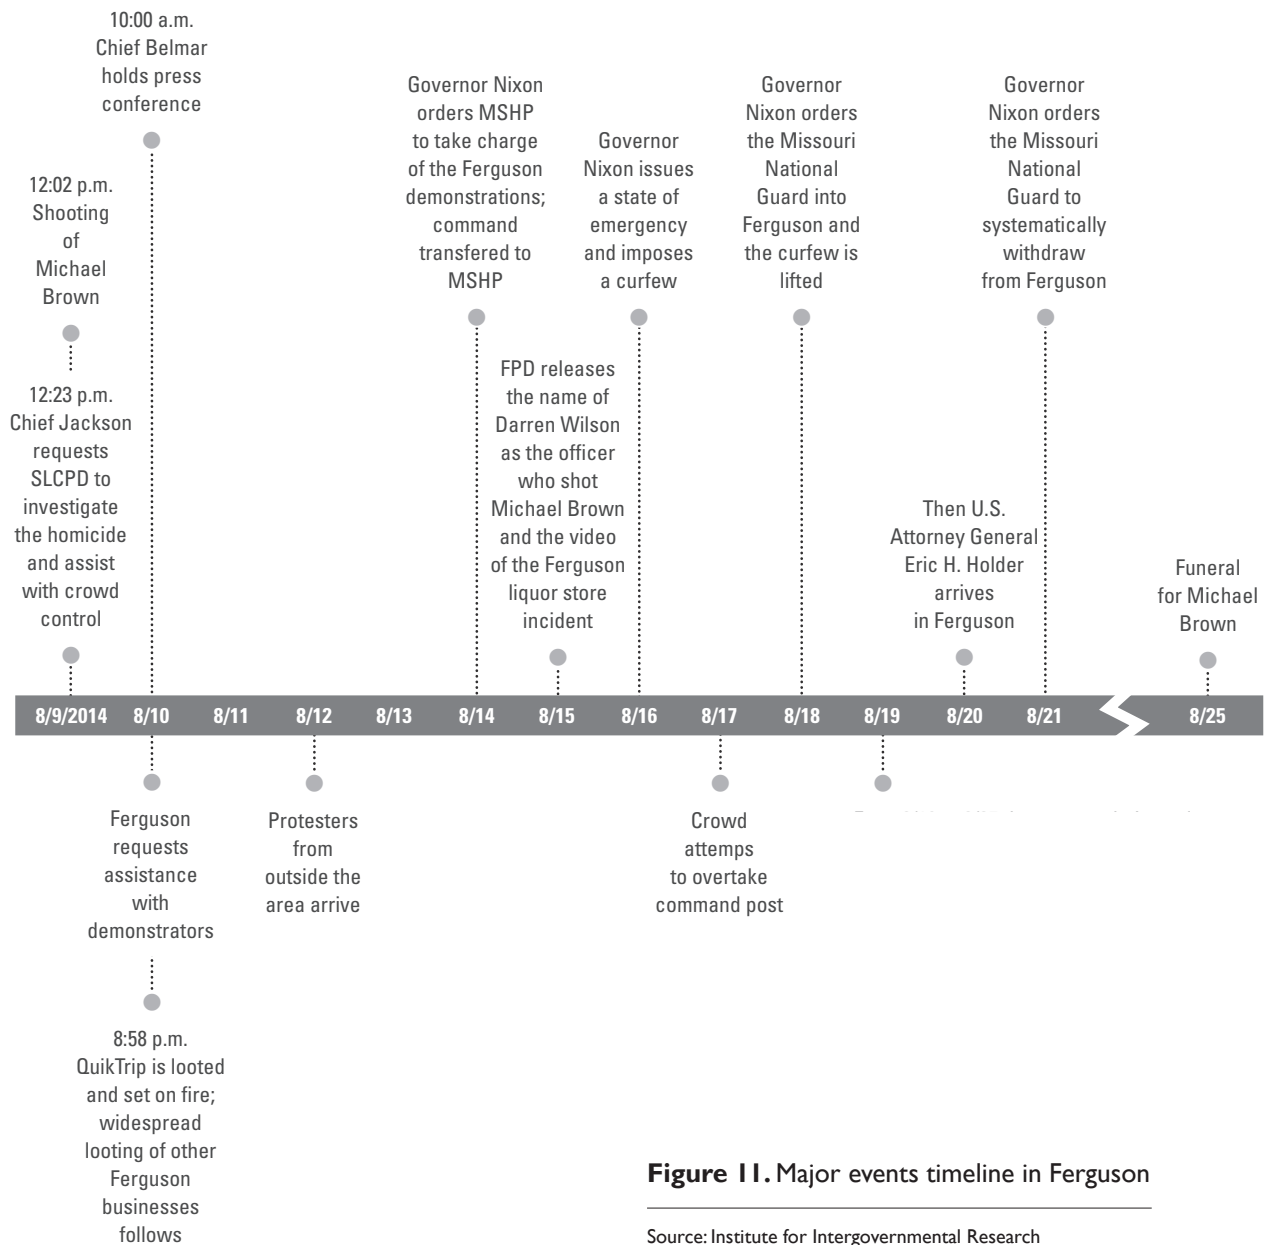 10:00 a.m.
Chief Belmar
holds press
conference
12:02 p.m.
Shooting
of
Michael
Brown
12:23 p.m.
Chief Jackson
requests
SLCPD to
investigate
the homicide
and assist
with crowd
control
Governor Nixon
orders MSHP
to take charge
of the Ferguson
demonstrations;
command
transfered to
MSHP
FPD releases
the name of
Darren Wilson
as the officer
who shot
Michael Brown
and the video
of the Ferguson
liquor store
incident
Governor
Nixon issues
a state of
emergency
and imposes
a curfew
Governor
Nixon orders
the Missouri
National
Guard into
Ferguson and
the curfew is
lifted
Then U.S.
Attorney General
Eric H. Holder
arrives
in Ferguson
Governor
Nixon orders
the Missouri
National
Guard to
systematically
withdraw
from Ferguson
Funeral
for Michael
Brown
8/9/2014 8/10 8/11 8/12 8/13 8/14 8/15 8/16 8/17 8/18 8/19 8/20 8/21 8/25
Ferguson
requests
assistance
with
demonstrators
8:58 p.m.
QuikTrip is looted
and set on fire;
widespread
looting of other
Ferguson
businesses
follows
Protesters
from
outside the
area arrive
Crowd
attemps
to overtake
command post
Figure 11. Major events timeline in Ferguson
Source: Institute for Intergovernmental Research